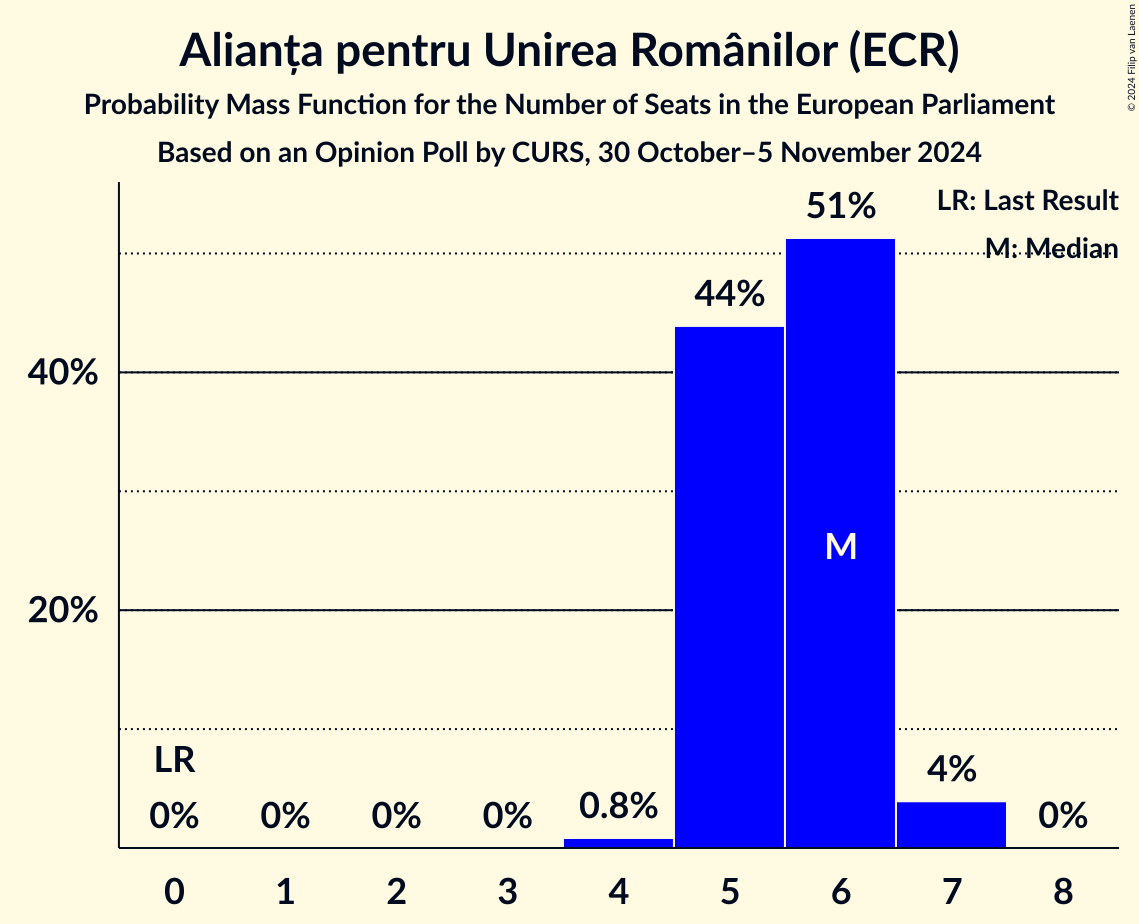 Alianța pentru Unirea Românilor (ECR)
Probability Mass Function for the Number of Seats in the European Parliament
Based on an Opinion Poll by CURS, 30 October–5 November 2024
© 2024 Filip van Laenen
LR: Last Result
M: Median
51%
44%
40%
M
20%
LR
4%
0%
0%
0%
0%
0.8%
0%
0
1
2
3
4
5
6
7
8